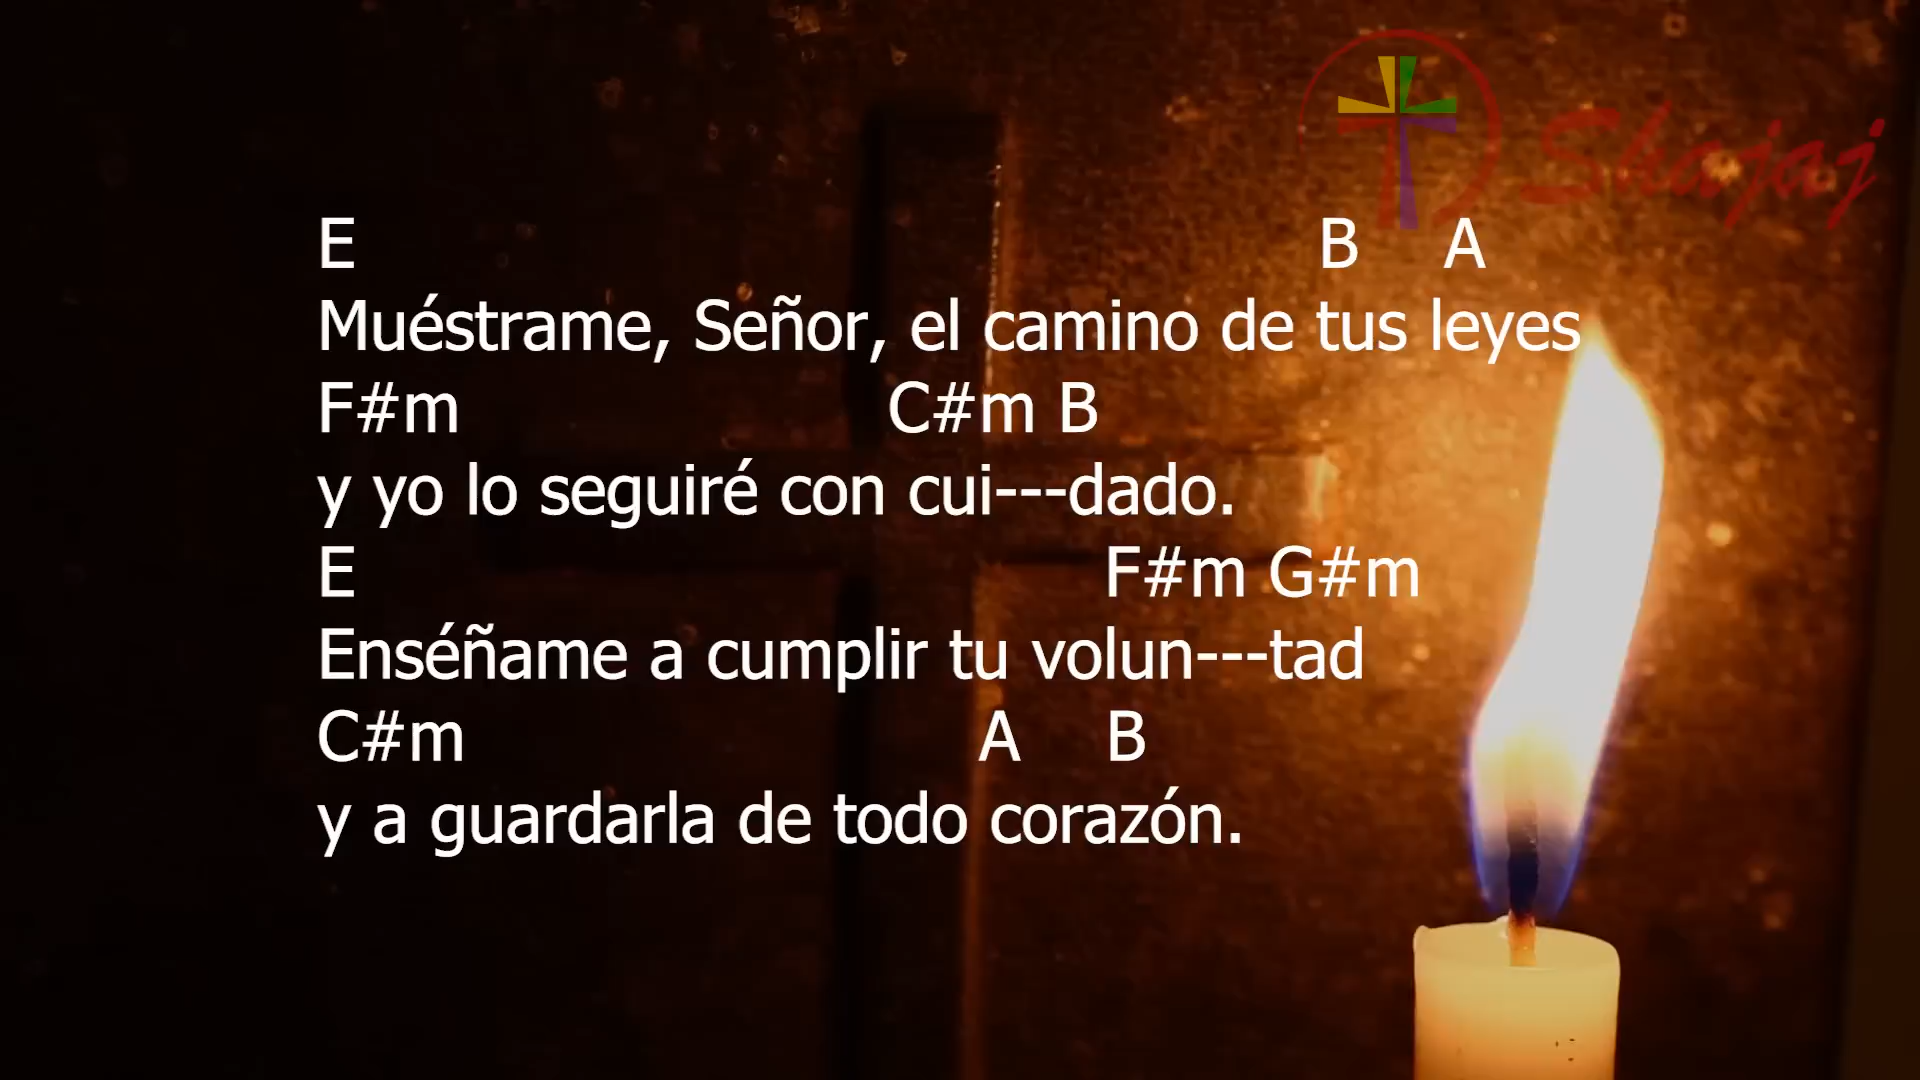 Skajaj
E B A
Muéstrame, Señor, el camino de tus leyes
F#m C#m B
y yo lo seguiré con cui---dado.
E F#m G#m
Enséñame a cumplir tu volun---tad
C#m A B
y a guardarla de todo corazón.